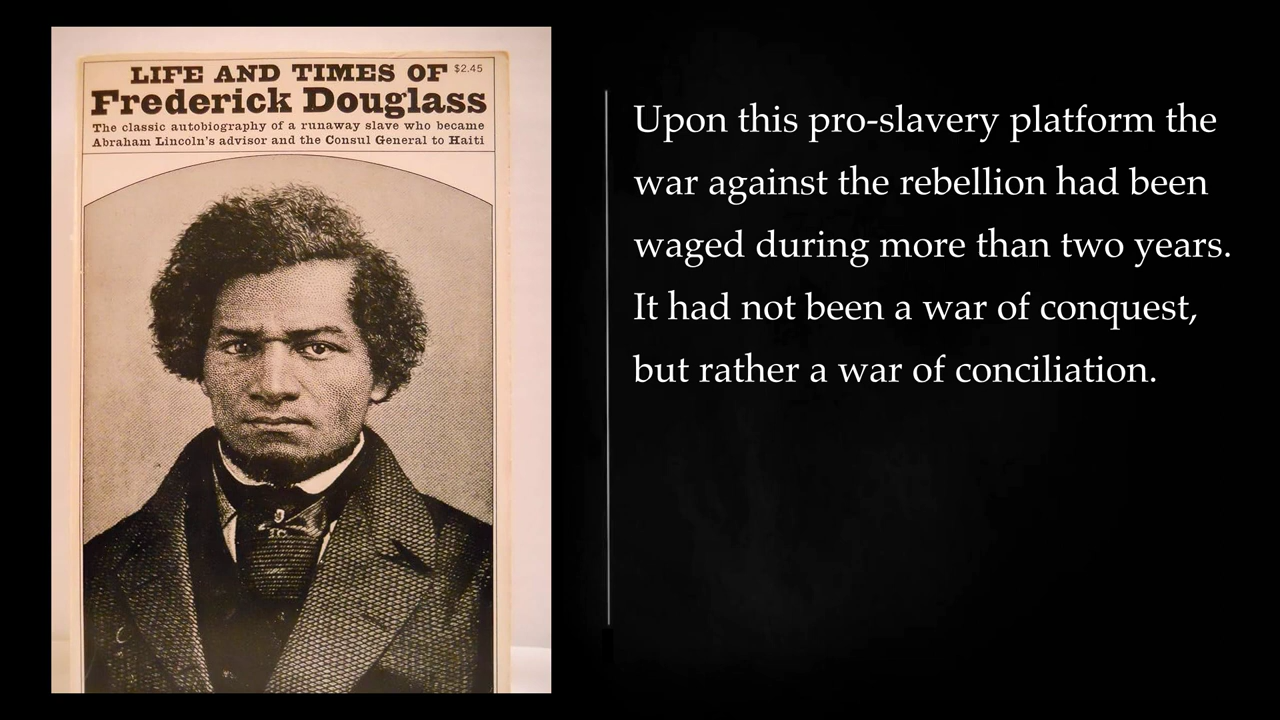 LIFE AND TIMES OF $2.45
Frederick Douglass
The classic autobiography of a runaway slave who became
Abraham Lincoln's advisor and the Consul General to Haiti
Upon this pro-slavery platform the
war against the rebellion had been
waged during more than two years.
It had not been a war of conquest,
but rather a war of conciliation.